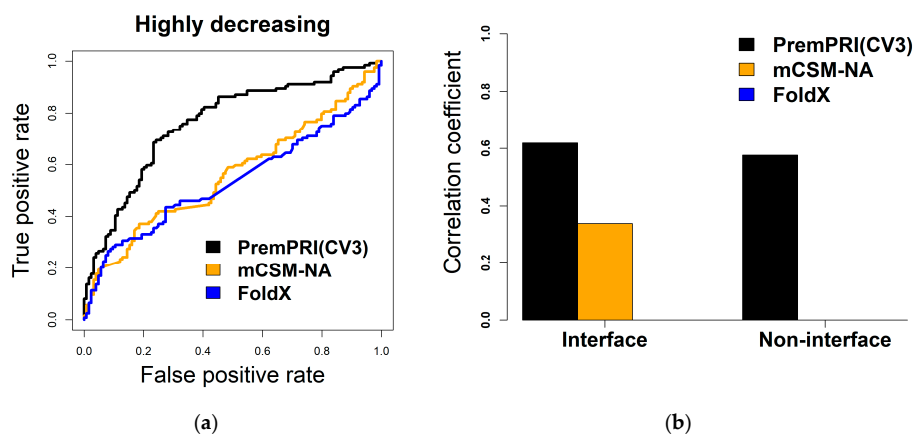 Highly decreasing
True positive rate
1.0
0.8
0.6
0.4
0.2
0.0
PremPRI(CV3)
mCSM-NA
FoldX
0.0 0.2 0.4 0.6 0.8 1.0
False positive rate
(a)
Correlation coefficient
1.0
0.8
0.6
0.4
0.2
0.0
PremPRI(CV3)
mCSM-NA
FoldX
Interface Non-interface
(b)